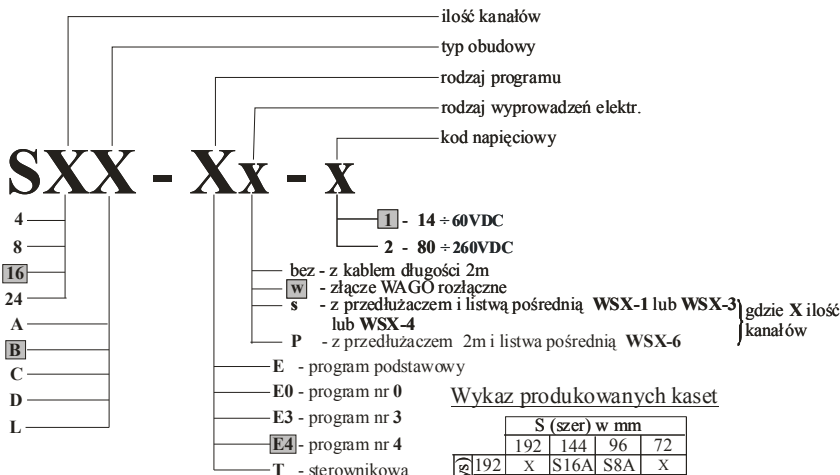 ilość kanałów
typ obudowy
rodzaj programu
rodzaj wyprowadzeń elektr.
kod napięciowy
SXX - Xx - x
4
8
16
24
A
B
C
D
L
1 - 14 ÷ 60VDC
2 - 80 ÷ 260VDC
bez - z kablem długości 2m
w - złącze WAGO rozłączne
s - z przedłużaczem i listwą pośrednią WSX-1 lub WSX-3
lub WSX-4
P - z przedłużaczem 2m i listwa pośrednią WSX-6
gdzie X ilość
kanałów
E - program podstawowy
E0 - program nr 0
E3 - program nr 3
E4 - program nr 4
T - sterownikowa
Wykaz produkowanych kaset
S (szer) w mm
192 144 96 72
192 X S16A S8A X